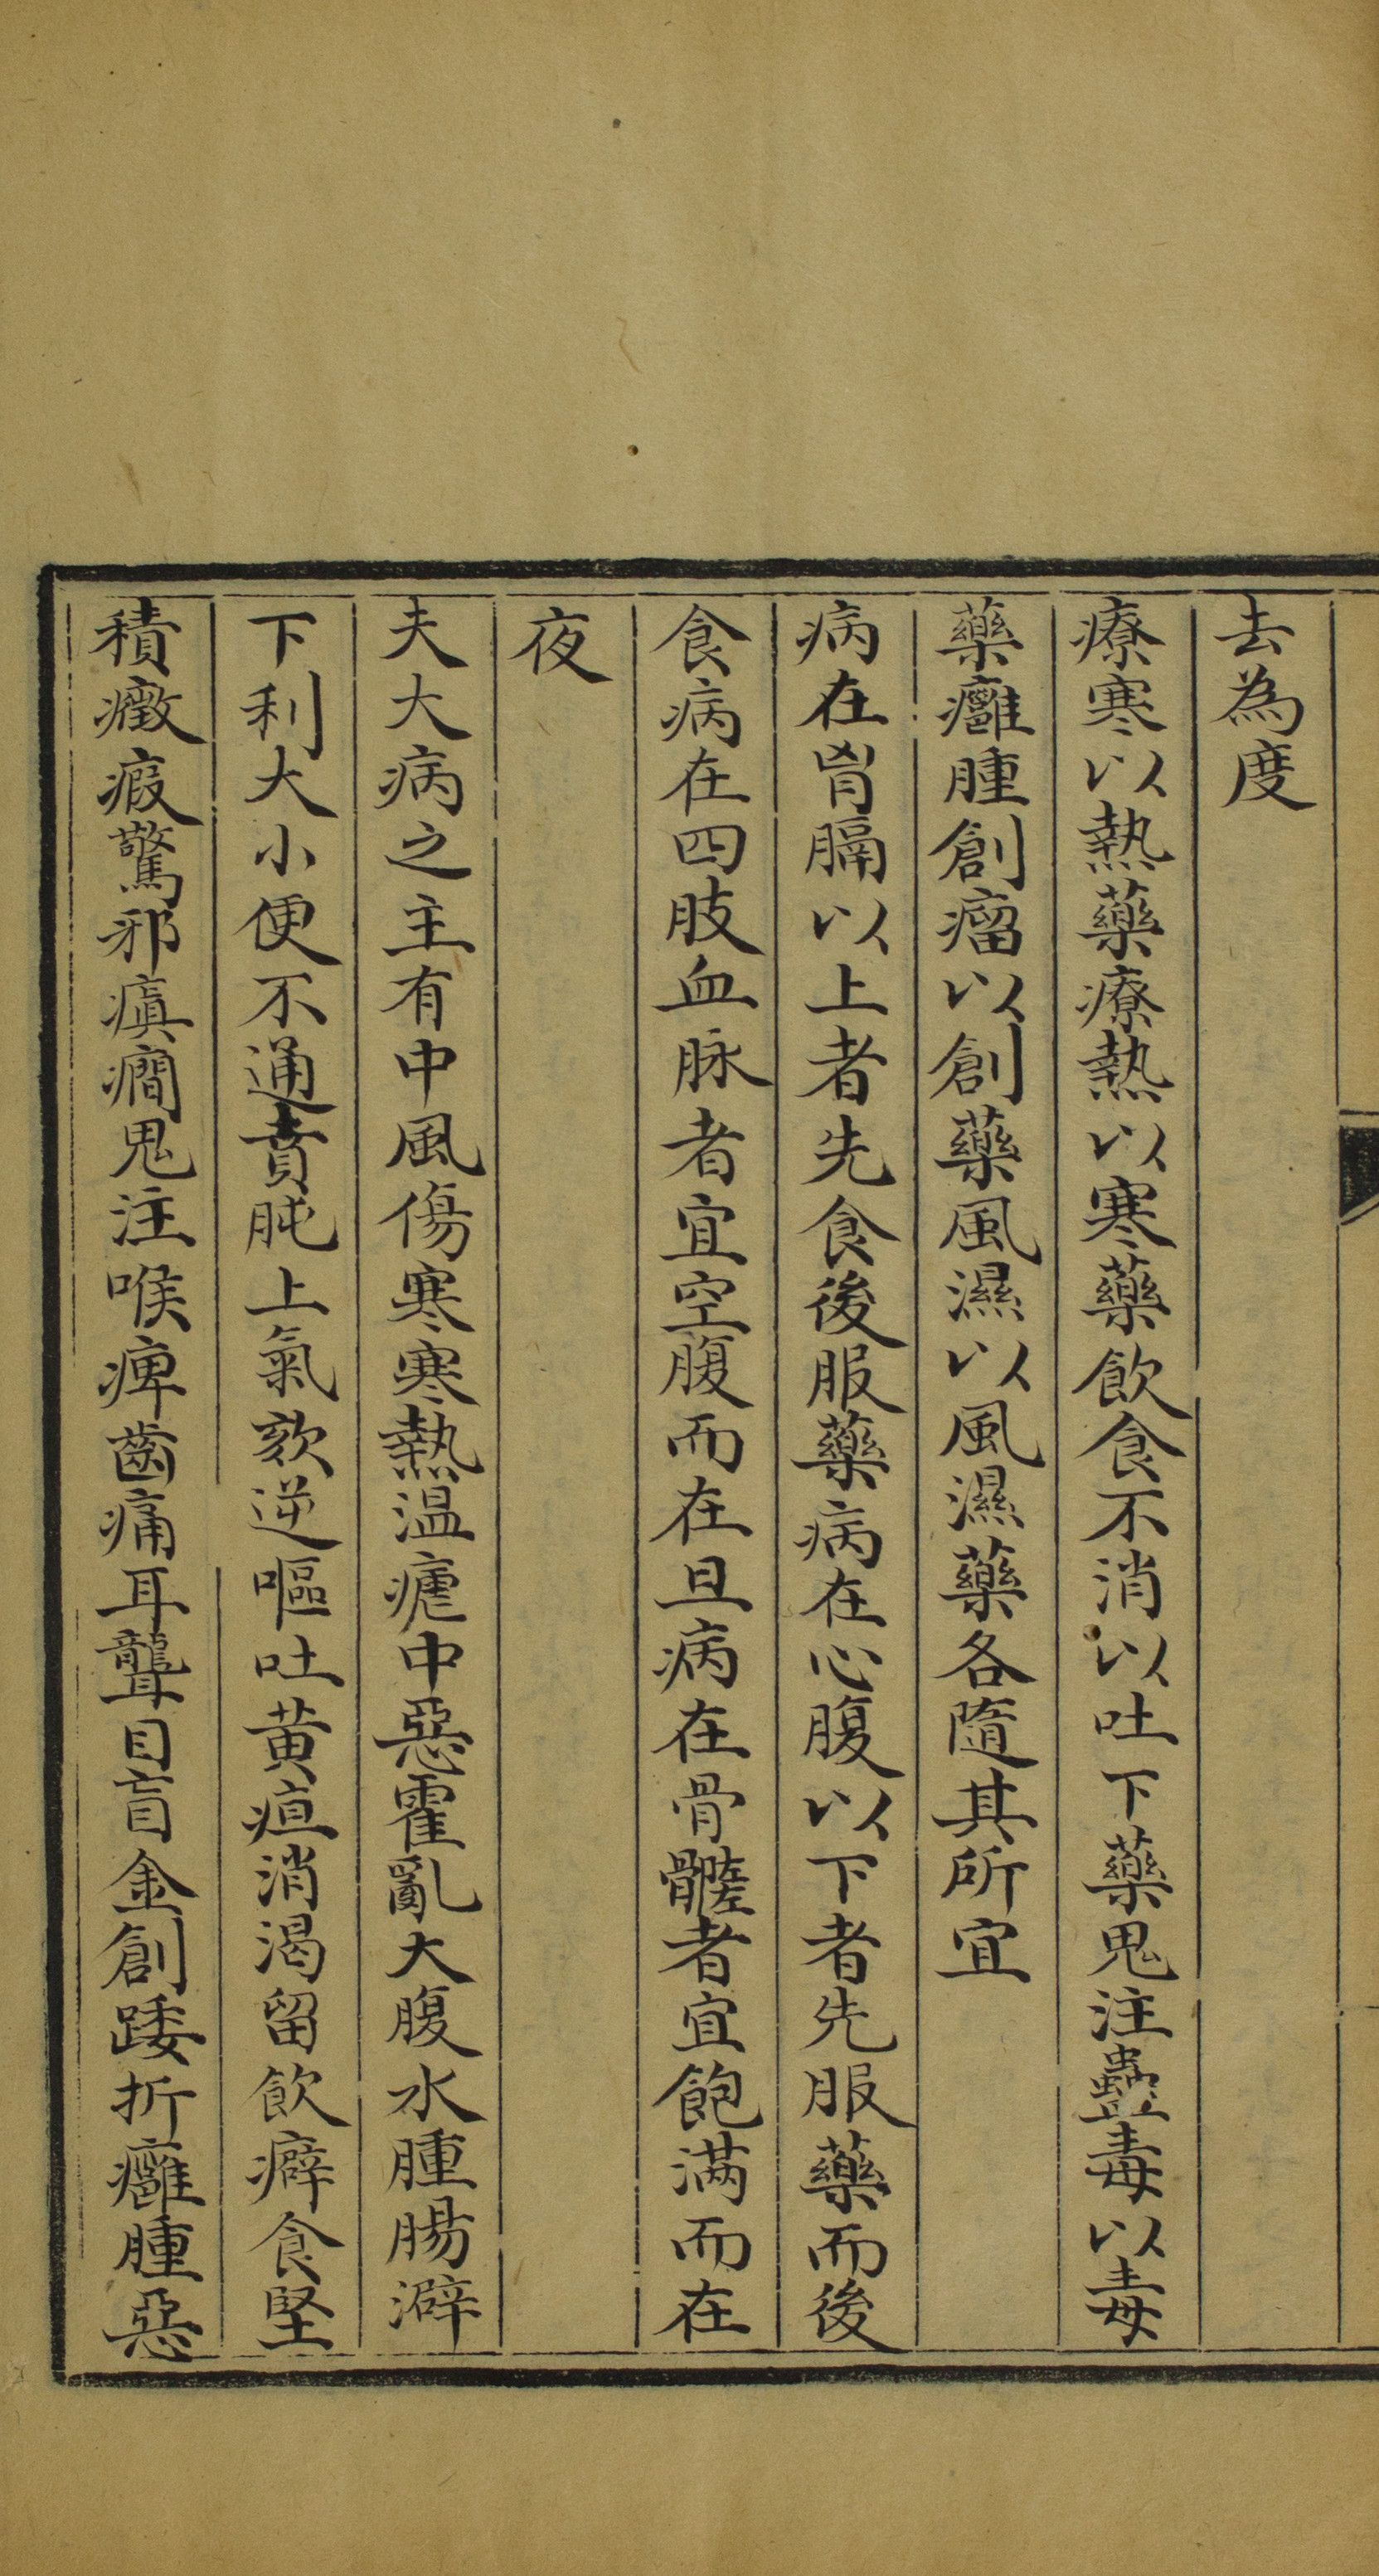 去為度
療寒以熱藥療熱以寒藥飲食不消以吐下藥鬼注蠱毒以毒
藥癰腫創瘤以創藥風濕以風濕藥各隨其所宜
病在胷膈以上者先食後服藥病在心腹以下者先服藥而後
食病在四肢血脉者宜空腹而在旦病在骨髓者宜飽滿而在
夜
夫大病之主有中風傷寒寒熱温瘧中惡霍亂大腹水腫腸澼
下利大小便不通賁肫上氣欬逆嘔吐黃疸消渴留飲癖食堅
積癥瘕驚邪瘨癇鬼注喉痺齒痛耳聾目盲金創踒折癰腫惡